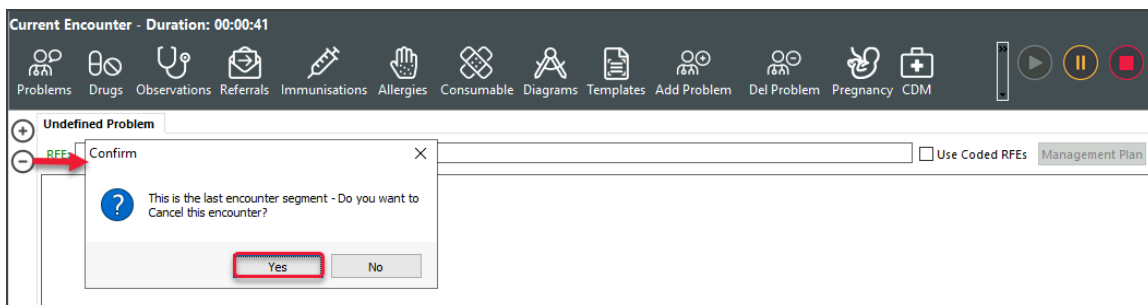 Current Encounter - Duration: 00:00:41
Problems Drugs Observations Referrals Immunisations Allergies Consumable Diagrams Templates Add Problem Del Problem Pregnancy CDM
Undefined Problem
RFE: Use Coded RFEs Management Plan
Confirm
This is the last encounter segment - Do you want to
Cancel this encounter?
Yes No